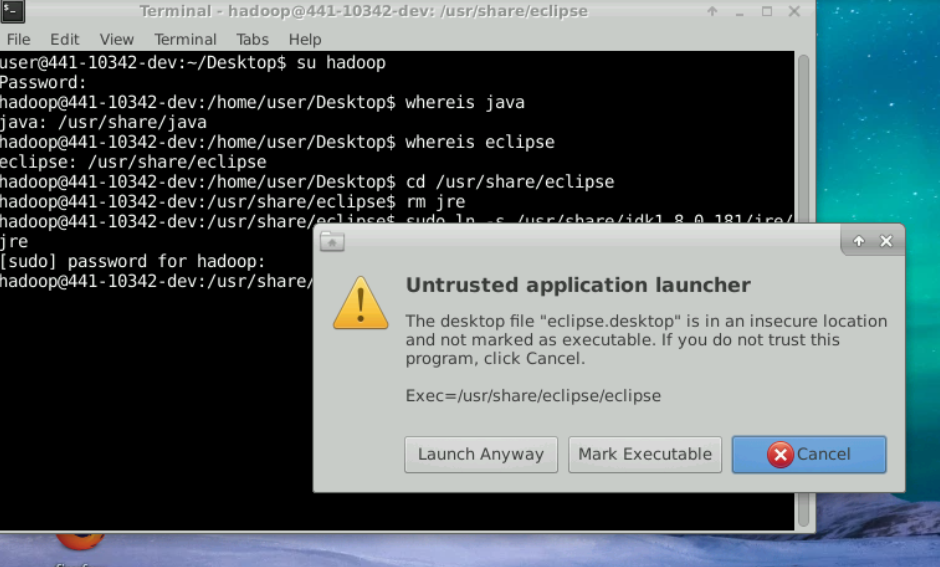 Terminal - hadoop@441-10342-dev: /usr/share/eclipse
File Edit View Terminal Tabs Help
user@441-10342-dev:~/Desktop$ su hadoop
Password:
hadoop@441-10342-dev:/home/user/Desktop$ whereis java
java: /usr/share/java
hadoop@441-10342-dev:/home/user/Desktop$ whereis eclipse
eclipse: /usr/share/eclipse
hadoop@441-10342-dev:/home/user/Desktop$ cd /usr/share/eclipse
hadoop@441-10342-dev:/usr/share/eclipse$ rm jre
hadoop@441-10342-dev:/usr/share/eclipse$ sudo ln -s /usr/share/jdk1.8.0_181/jre/
jre
[sudo] password for hadoop:
hadoop@441-10342-dev:/usr/share/
Untrusted application launcher
The desktop file "eclipse.desktop" is in an insecure location
and not marked as executable. If you do not trust this
program, click Cancel.
Exec=/usr/share/eclipse/eclipse
Launch Anyway Mark Executable Cancel